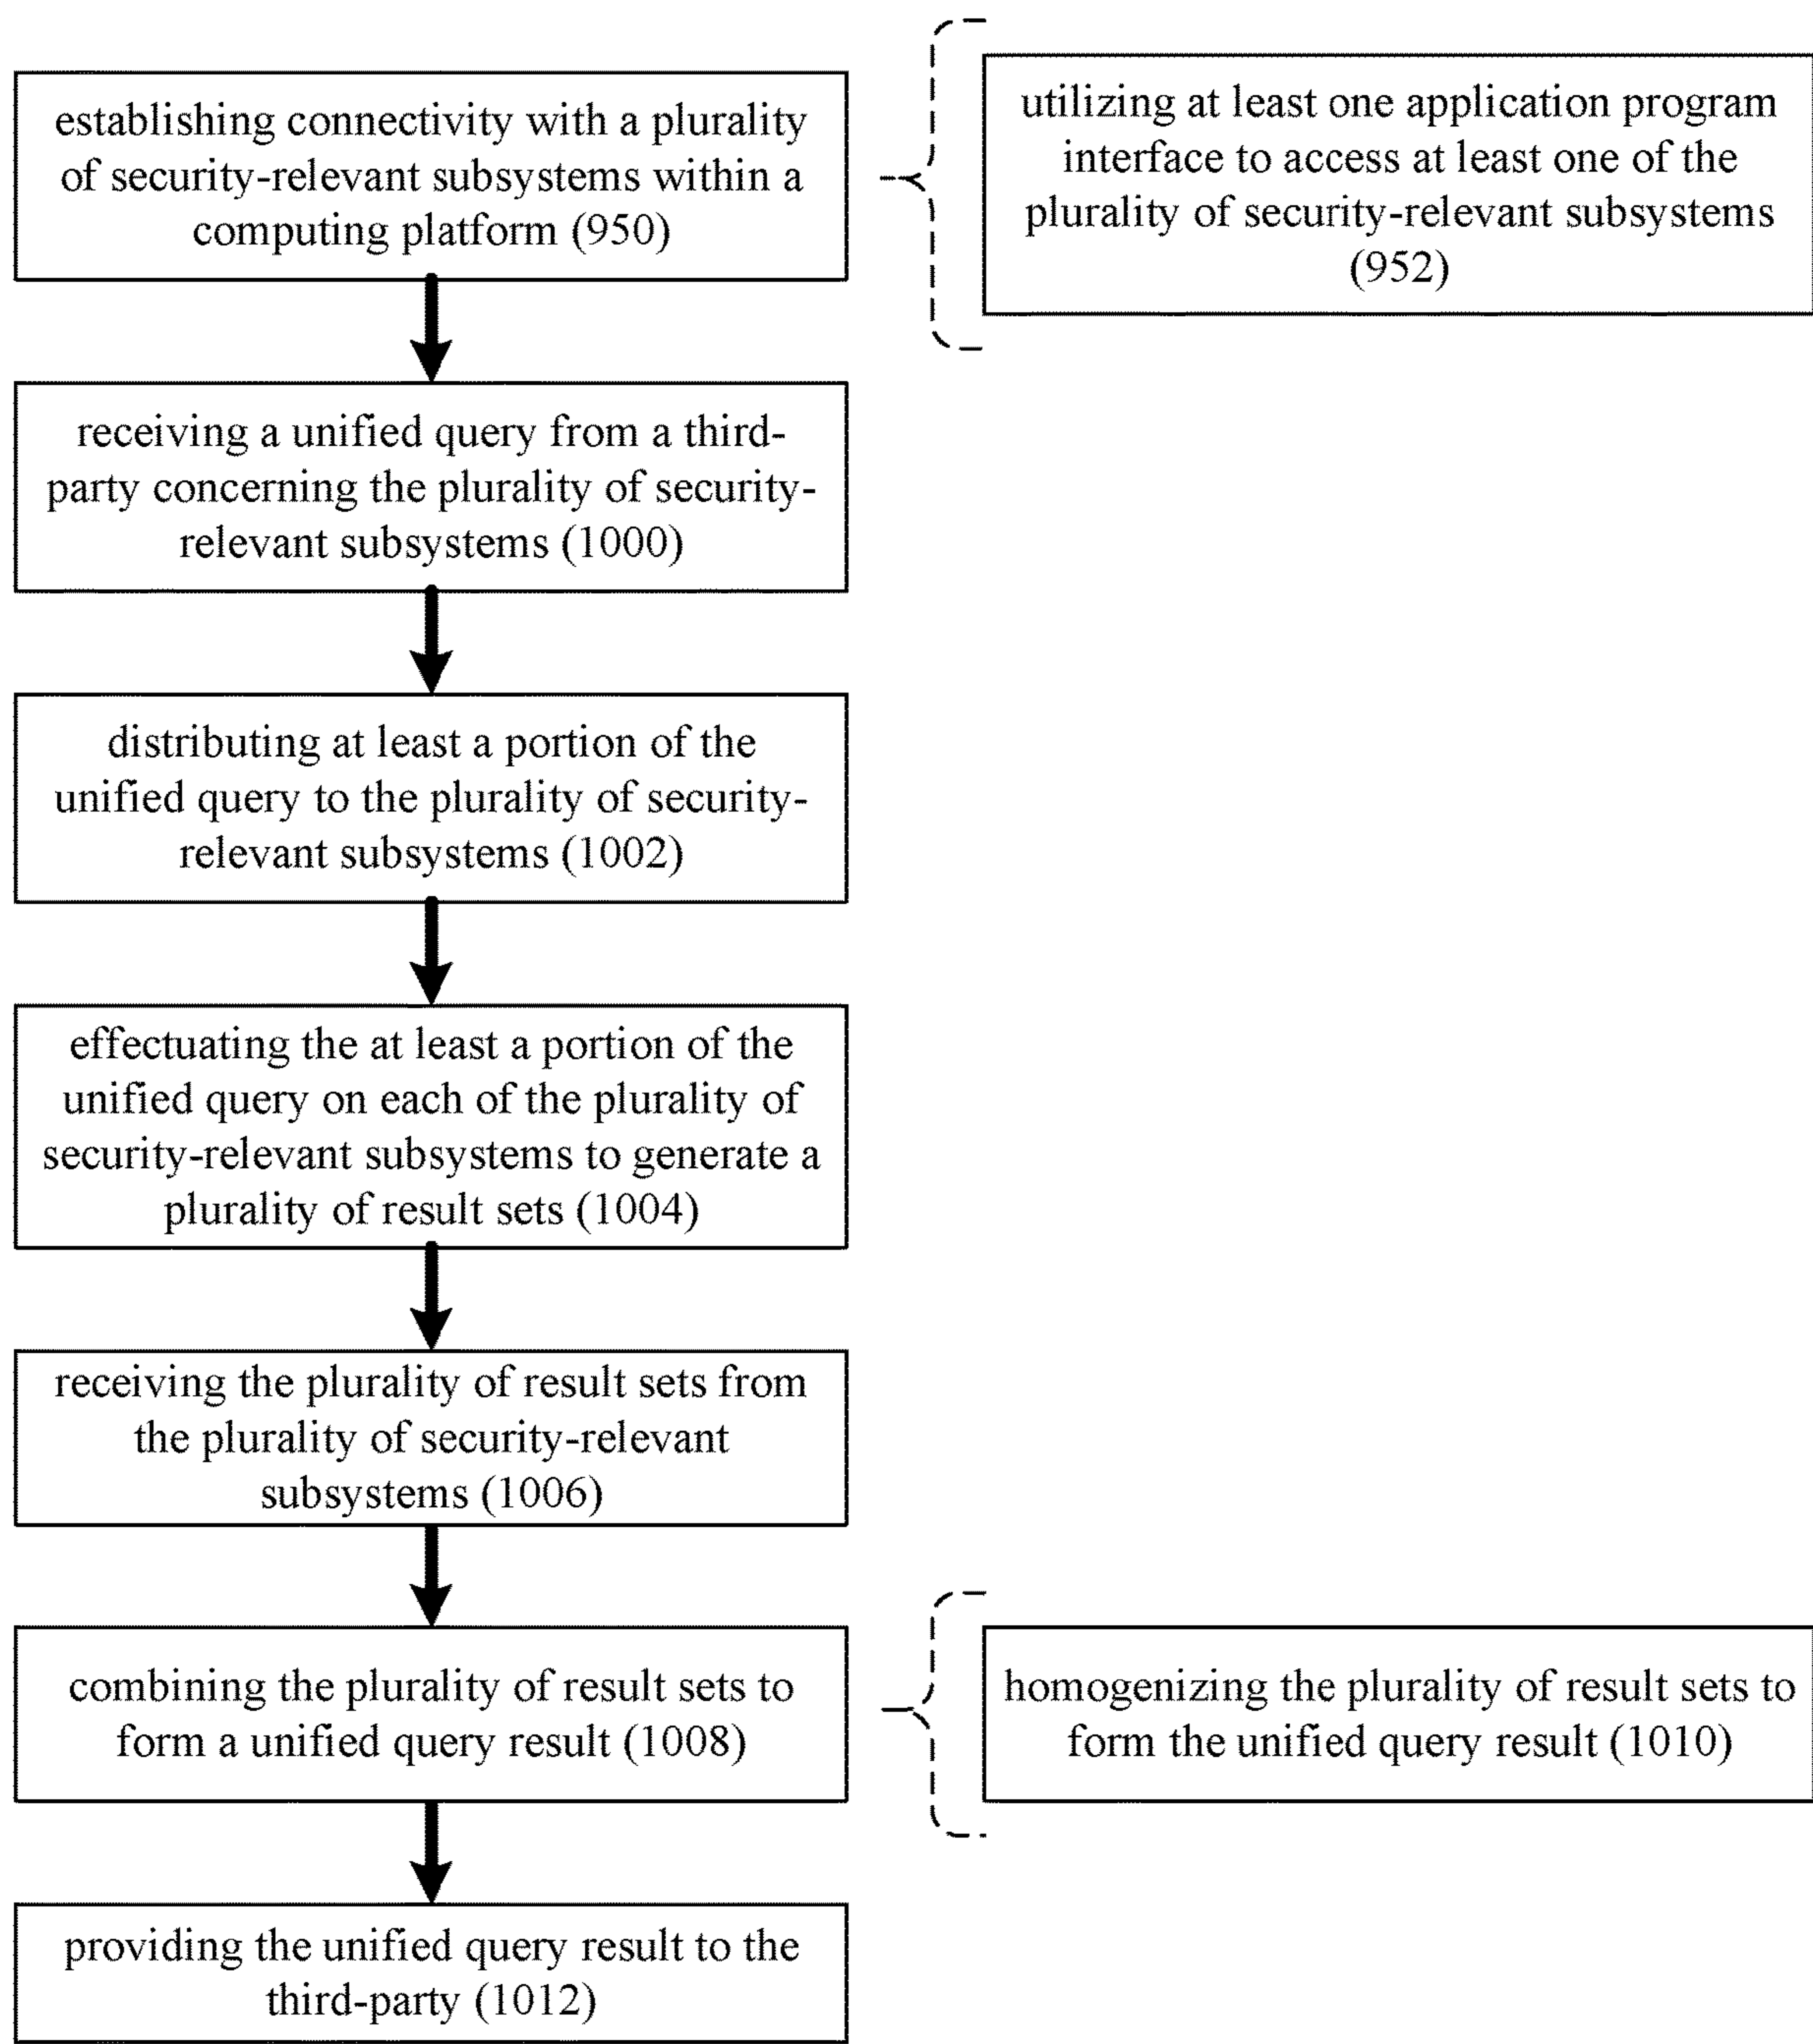 establishing connectivity with a plurality
of security-relevant subsystems within a
computing platform (950)
utilizing at least one application program
interface to access at least one of the
plurality of security-relevant subsystems
(952)
receiving a unified query from a third-
party concerning the plurality of security-
relevant subsystems (1000)
distributing at least a portion of the
unified query to the plurality of security-
relevant subsystems (1002)
effectuating the at least a portion of the
unified query on each of the plurality of
security-relevant subsystems to generate a
plurality of result sets (1004)
receiving the plurality of result sets from
the plurality of security-relevant
subsystems (1006)
combining the plurality of result sets to
form a unified query result (1008)
homogenizing the plurality of result sets to
form the unified query result (1010)
providing the unified query result to the
third-party (1012)